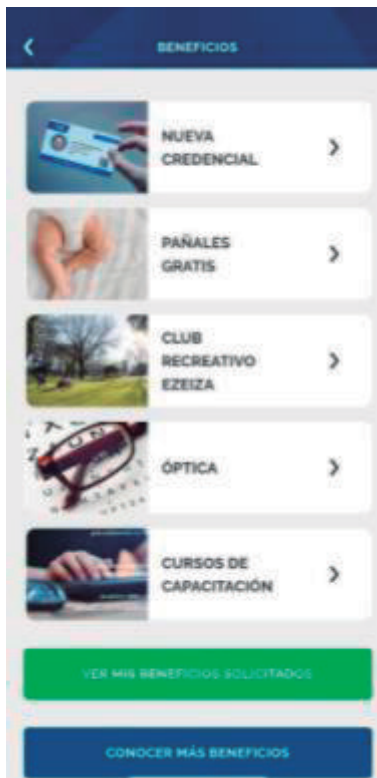 BENEFICIOS
NUEVA
CREDENCIAL
PAÑALES
GRATIS
CLUB
RECREATIVO
EZEIZA
ÓPTICA
CURSOS DE
CAPACITACIÓN
VER MIS BENEFICIOS SOLICITADOS
CONOCER MÁS BENEFICIOS